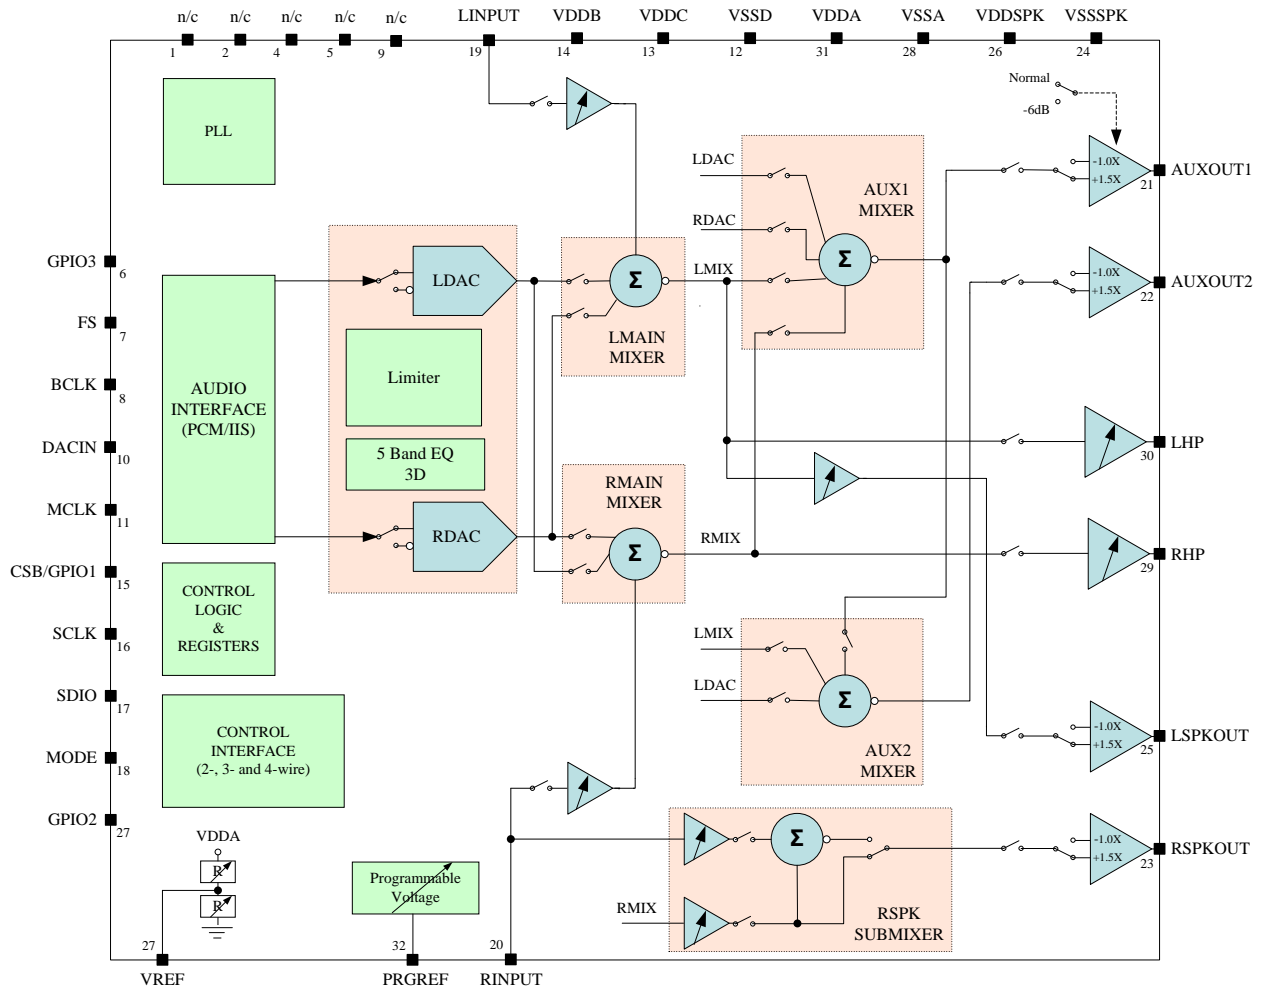 n/c n/c n/c n/c n/c LINPUT VDDB VDDC VSSD VDDA VSSA VDDSPK VSSSPK
1 2 4 5 9 19 14 13 12 31 28 26 24
Normal
-6dB
PLL
LDAC
RDAC
LMIX
AUX1
MIXER
-1.0X
+1.5X
21
AUXOUT1
GPIO3
6
FS
7
BCLK
8
DACIN
10
MCLK
11
CSB/GPIO1
15
SCLK
16
SDIO
17
MODE
18
GPIO2
27
AUDIO
INTERFACE
(PCM/IIS)
LDAC
Limiter
5 Band EQ
3D
RDAC
Σ
LMAIN
MIXER
Σ
-1.0X
+1.5X
22
AUXOUT2
RMAIN
MIXER
Σ
RMIX
LHP
30
RHP
29
CONTROL
LOGIC
&
REGISTERS
CONTROL
INTERFACE
(2-, 3- and 4-wire)
LMIX
LDAC
Σ
AUX2
MIXER
-1.0X
+1.5X
25
LSPKOUT
VDDA
R
R
Programmable
Voltage
Σ
RMIX
RSPK
SUBMIXER
-1.0X
+1.5X
23
RSPKOUT
27 32 20
VREF PRGREF RINPUT